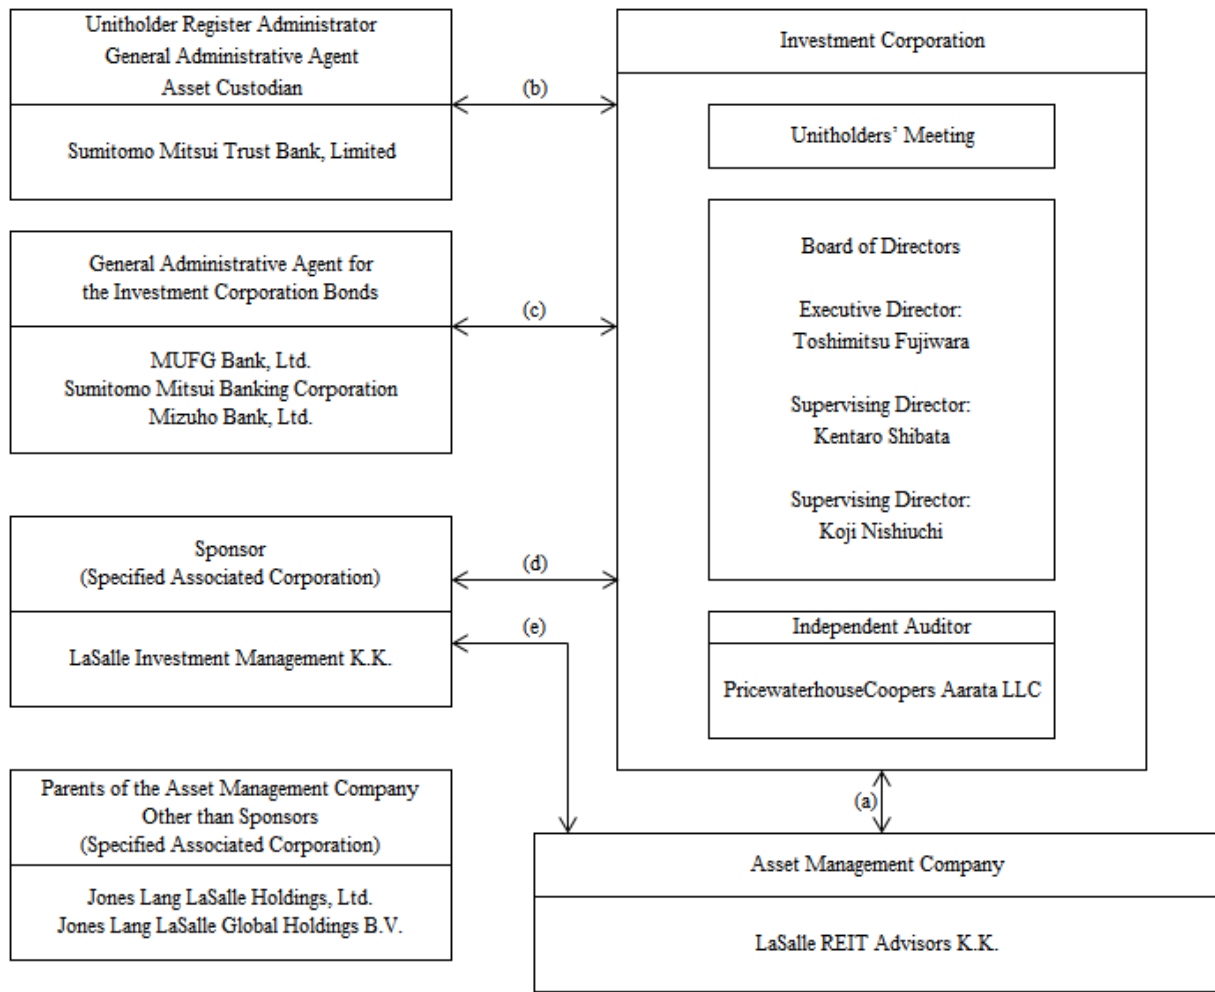 Unitholder Register Administrator
General Administrative Agent
Asset Custodian
Sumitomo Mitsui Trust Bank, Limited
(b)
Investment Corporation
Unitholders’ Meeting
General Administrative Agent for
the Investment Corporation Bonds
MUFG Bank, Ltd.
Sumitomo Mitsui Banking Corporation
Mizuho Bank, Ltd.
(c)
Board of Directors
Executive Director:
Toshimitsu Fujiwara
Supervising Director:
Kentaro Shibata
Supervising Director:
Koji Nishiuchi
Sponsor
(Specified Associated Corporation)
LaSalle Investment Management K.K.
(d)
(e)
Independent Auditor
PricewaterhouseCoopers Aarata LLC
Parents of the Asset Management Company
Other than Sponsors
(Specified Associated Corporation)
Jones Lang LaSalle Holdings, Ltd.
Jones Lang LaSalle Global Holdings B.V.
(a)
Asset Management Company
LaSalle REIT Advisors K.K.